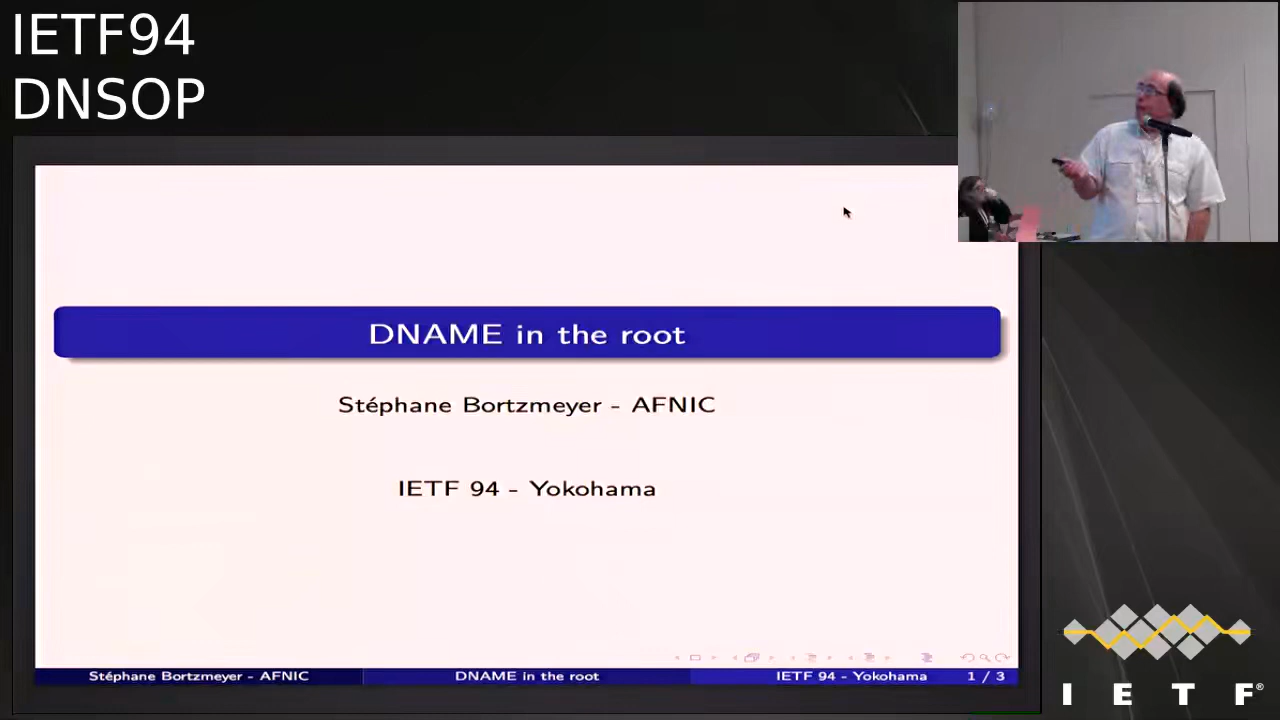 IETF94
DNSOP
DNAME in the root
Stéphane Bortzmeyer - AFNIC
IETF 94 - Yokohama
Stéphane Bortzmeyer - AFNIC DNAME in the root IETF 94 - Yokohama 1 / 3
I E T F®